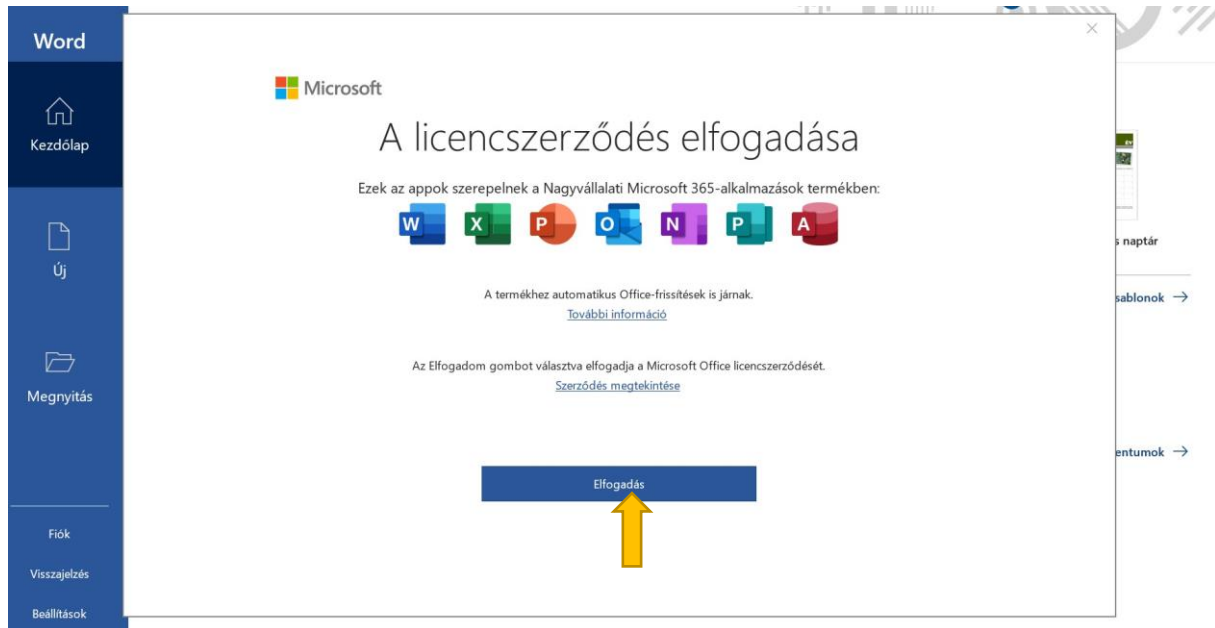 Word
Kezdőlap
Új
Megnyitás
Fiók
Visszajelzés
Beállítások
Microsoft
A licencszerződés elfogadása
Ezek az appok szerepelnek a Nagyvállalati Microsoft 365-alkalmazások termékben:
W X P O N P A
A termékhez automatikus Office-frissítések is járnak.
További információ
Az Elfogadom gombot választva elfogadja a Microsoft Office licencszerződését.
Szerződés megtekintése
Elfogadás
s naptár
sablonok →
entumok →